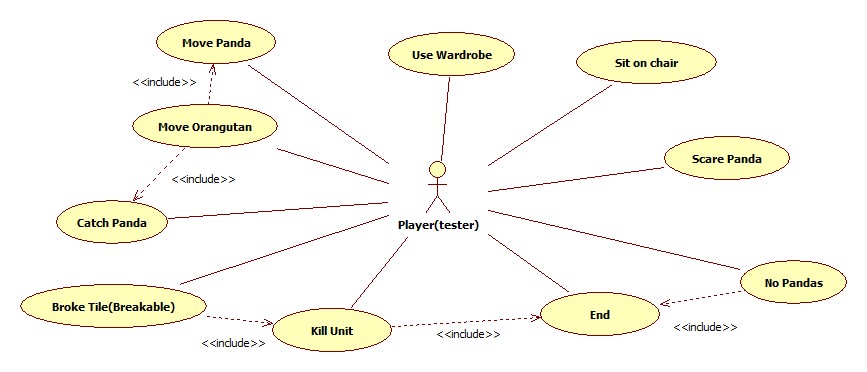 Move Panda
Use Wardrobe
Sit on chair
<<include>>
Move Orangutan
Scare Panda
<<include>>
Catch Panda
Player(tester)
No Pandas
Broke Tile(Breakable)
End
Kill Unit
<<include>>
<<include>>
<<include>>